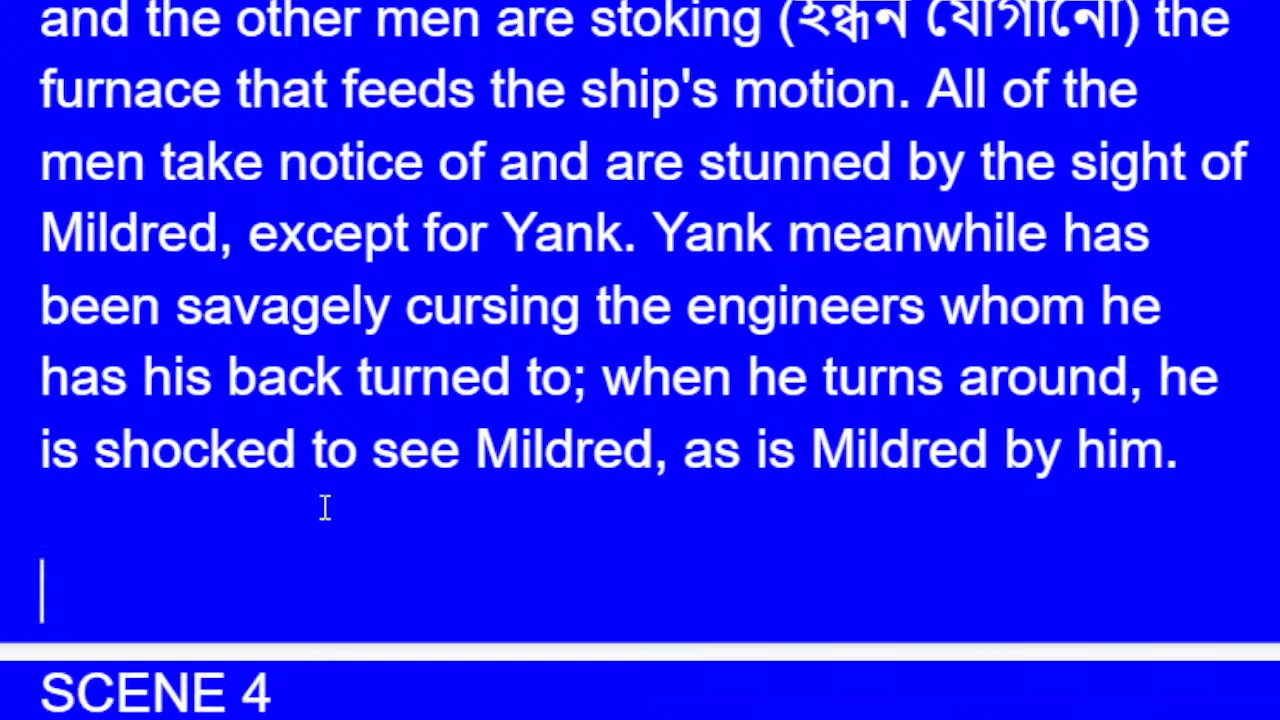 and the other men are stoking (ইন্ধন যোগানো) the
furnace that feeds the ship's motion. All of the
men take notice of and are stunned by the sight of
Mildred, except for Yank. Yank meanwhile has
been savagely cursing the engineers whom he
has his back turned to; when he turns around, he
is shocked to see Mildred, as is Mildred by him.
SCENE 4